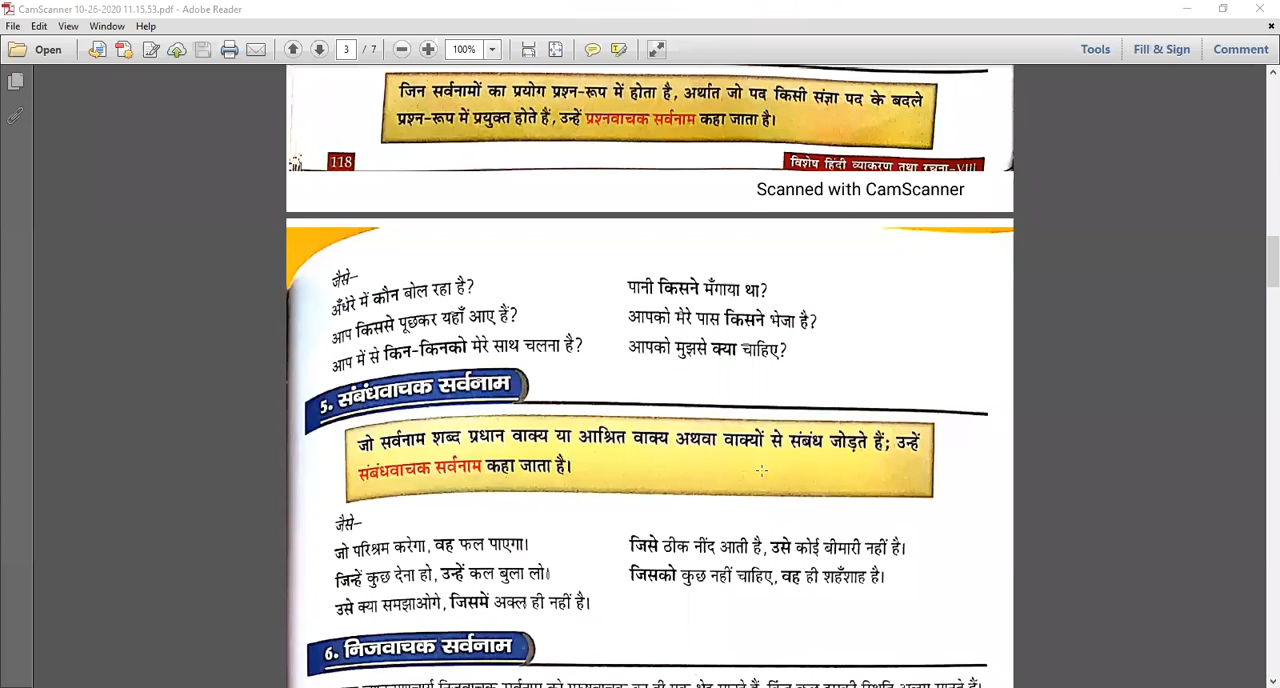 CamScanner 10-26-2020 11.15.53.pdf - Adobe Reader
File Edit View Window Help
Open 3 / 7 100% Tools Fill & Sign Comment
जिन सर्वनामों का प्रयोग प्रश्न-रूप में होता है, अर्थात जो पद किसी संज्ञा पद के बदले
प्रश्न-रूप में प्रयुक्त होते हैं, उन्हें प्रश्नवाचक सर्वनाम कहा जाता है।
118 विशेष हिंदी व्याकरण तथा रचना-VIII
Scanned with CamScanner
जैसे–
अँधेरे में कौन बोल रहा है? पानी किसने मँगाया था?
आप किससे पूछकर यहाँ आए हैं? आपको मेरे पास किसने भेजा है?
आप में से किन-किनको मेरे साथ चलना है? आपको मुझसे क्या चाहिए?
5. संबंधवाचक सर्वनाम
जो सर्वनाम शब्द प्रधान वाक्य या आश्रित वाक्य अथवा वाक्यों से संबंध जोड़ते हैं; उन्हें
संबंधवाचक सर्वनाम कहा जाता है।
जैसे–
जो परिश्रम करेगा, वह फल पाएगा। जिसे ठीक नींद आती है, उसे कोई बीमारी नहीं है।
जिन्हें कुछ देना हो, उन्हें कल बुला लो। जिसको कुछ नहीं चाहिए, वह ही शहँशाह है।
उसे क्या समझाओगे, जिसमें अक्ल ही नहीं है।
6. निजवाचक सर्वनाम